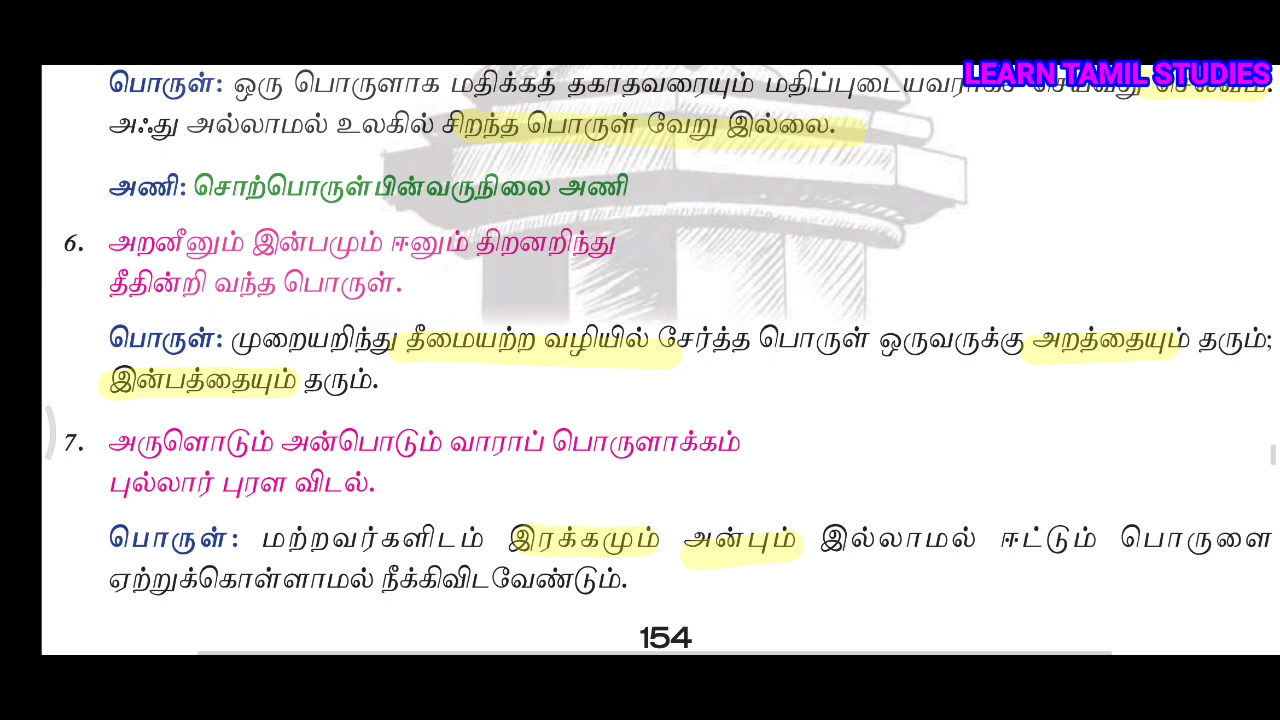 LEARN TAMIL STUDIES
பொருள்: ஒரு பொருளாக மதிக்கத் தகாதவரையும் மதிப்புடையவராகச் செய்வது செல்வம்.
அஃது அல்லாமல் உலகில் சிறந்த பொருள் வேறு இல்லை.
அணி: சொற்பொருள்பின்வருநிலை அணி
6. அறனீனும் இன்பமும் ஈனும் திறனறிந்து
தீதின்றி வந்த பொருள்.
பொருள்: முறையறிந்து தீமையற்ற வழியில் சேர்த்த பொருள் ஒருவருக்கு அறத்தையும் தரும்;
இன்பத்தையும் தரும்.
7. அருளொடும் அன்பொடும் வாராப் பொருளாக்கம்
புல்லார் புரள விடல்.
பொருள்: மற்றவர்களிடம் இரக்கமும் அன்பும் இல்லாமல் ஈட்டும் பொருளை
ஏற்றுக்கொள்ளாமல் நீக்கிவிடவேண்டும்.
154